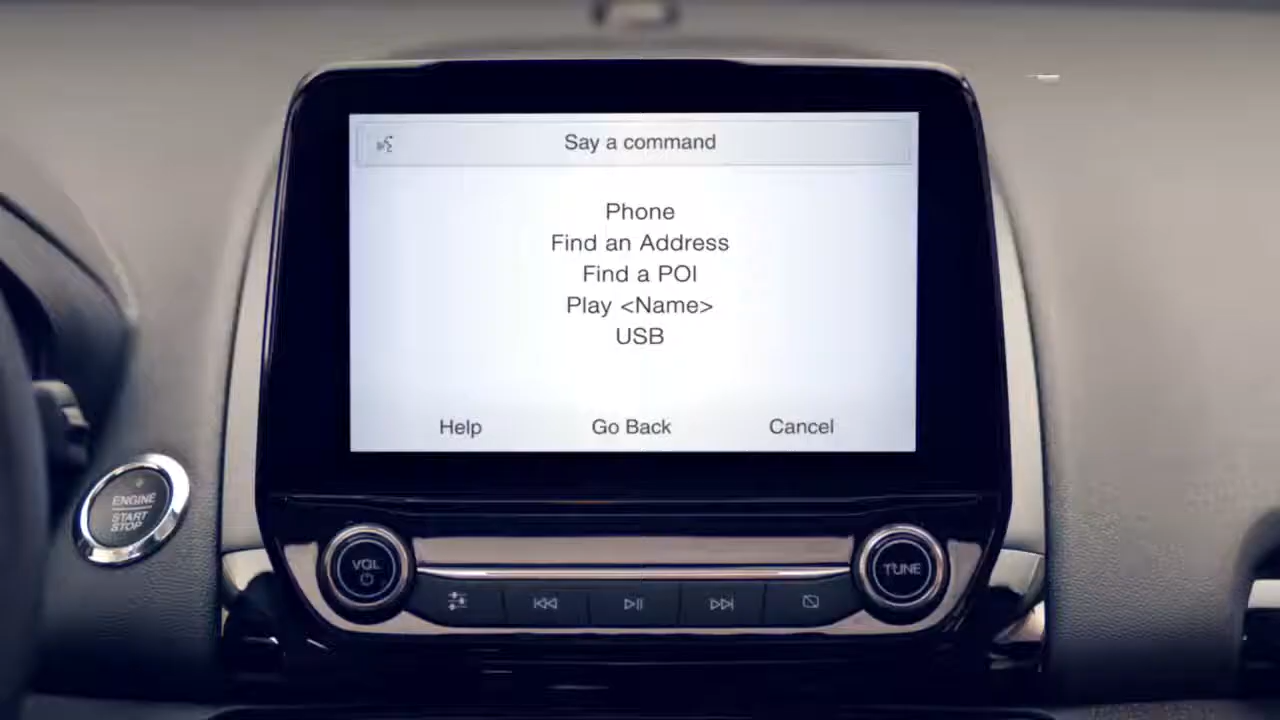 Say a command
Phone
Find an Address
Find a POI
Play <Name>
USB
Help Go Back Cancel
ENGINE
START
STOP
VOL
TUNE